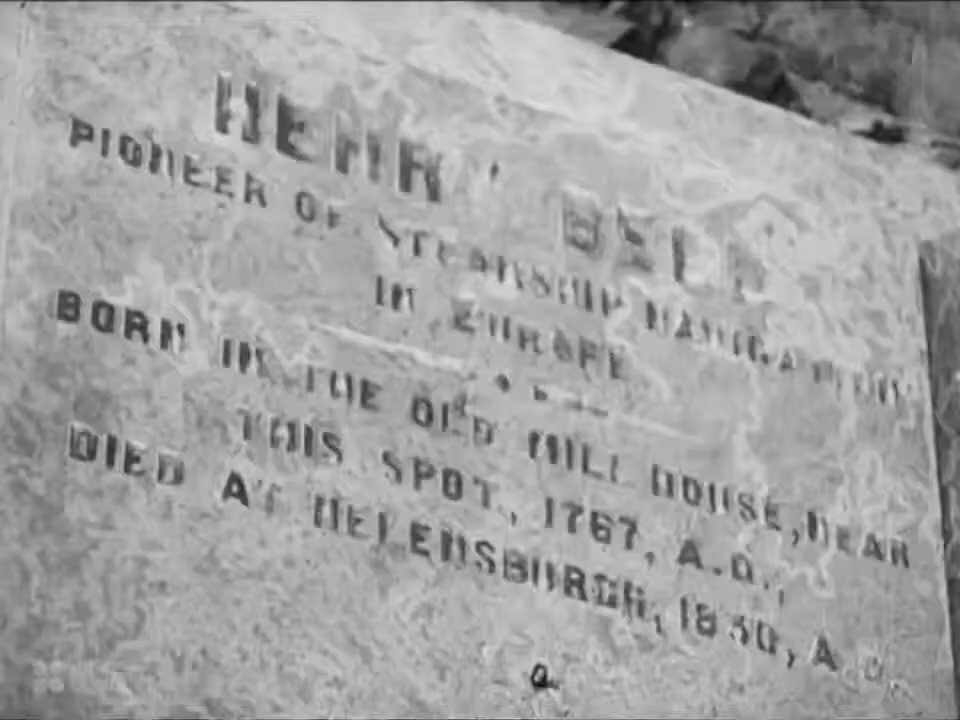 HENRY BELL
PIONEER OF STEAMSHIP NAVIGATION
IN EUROPE
BORN IN THE OLD MILL HOUSE, NEAR
THIS SPOT, 1767, A.D.,
DIED AT HELENSBURGH, 1830, A.D.